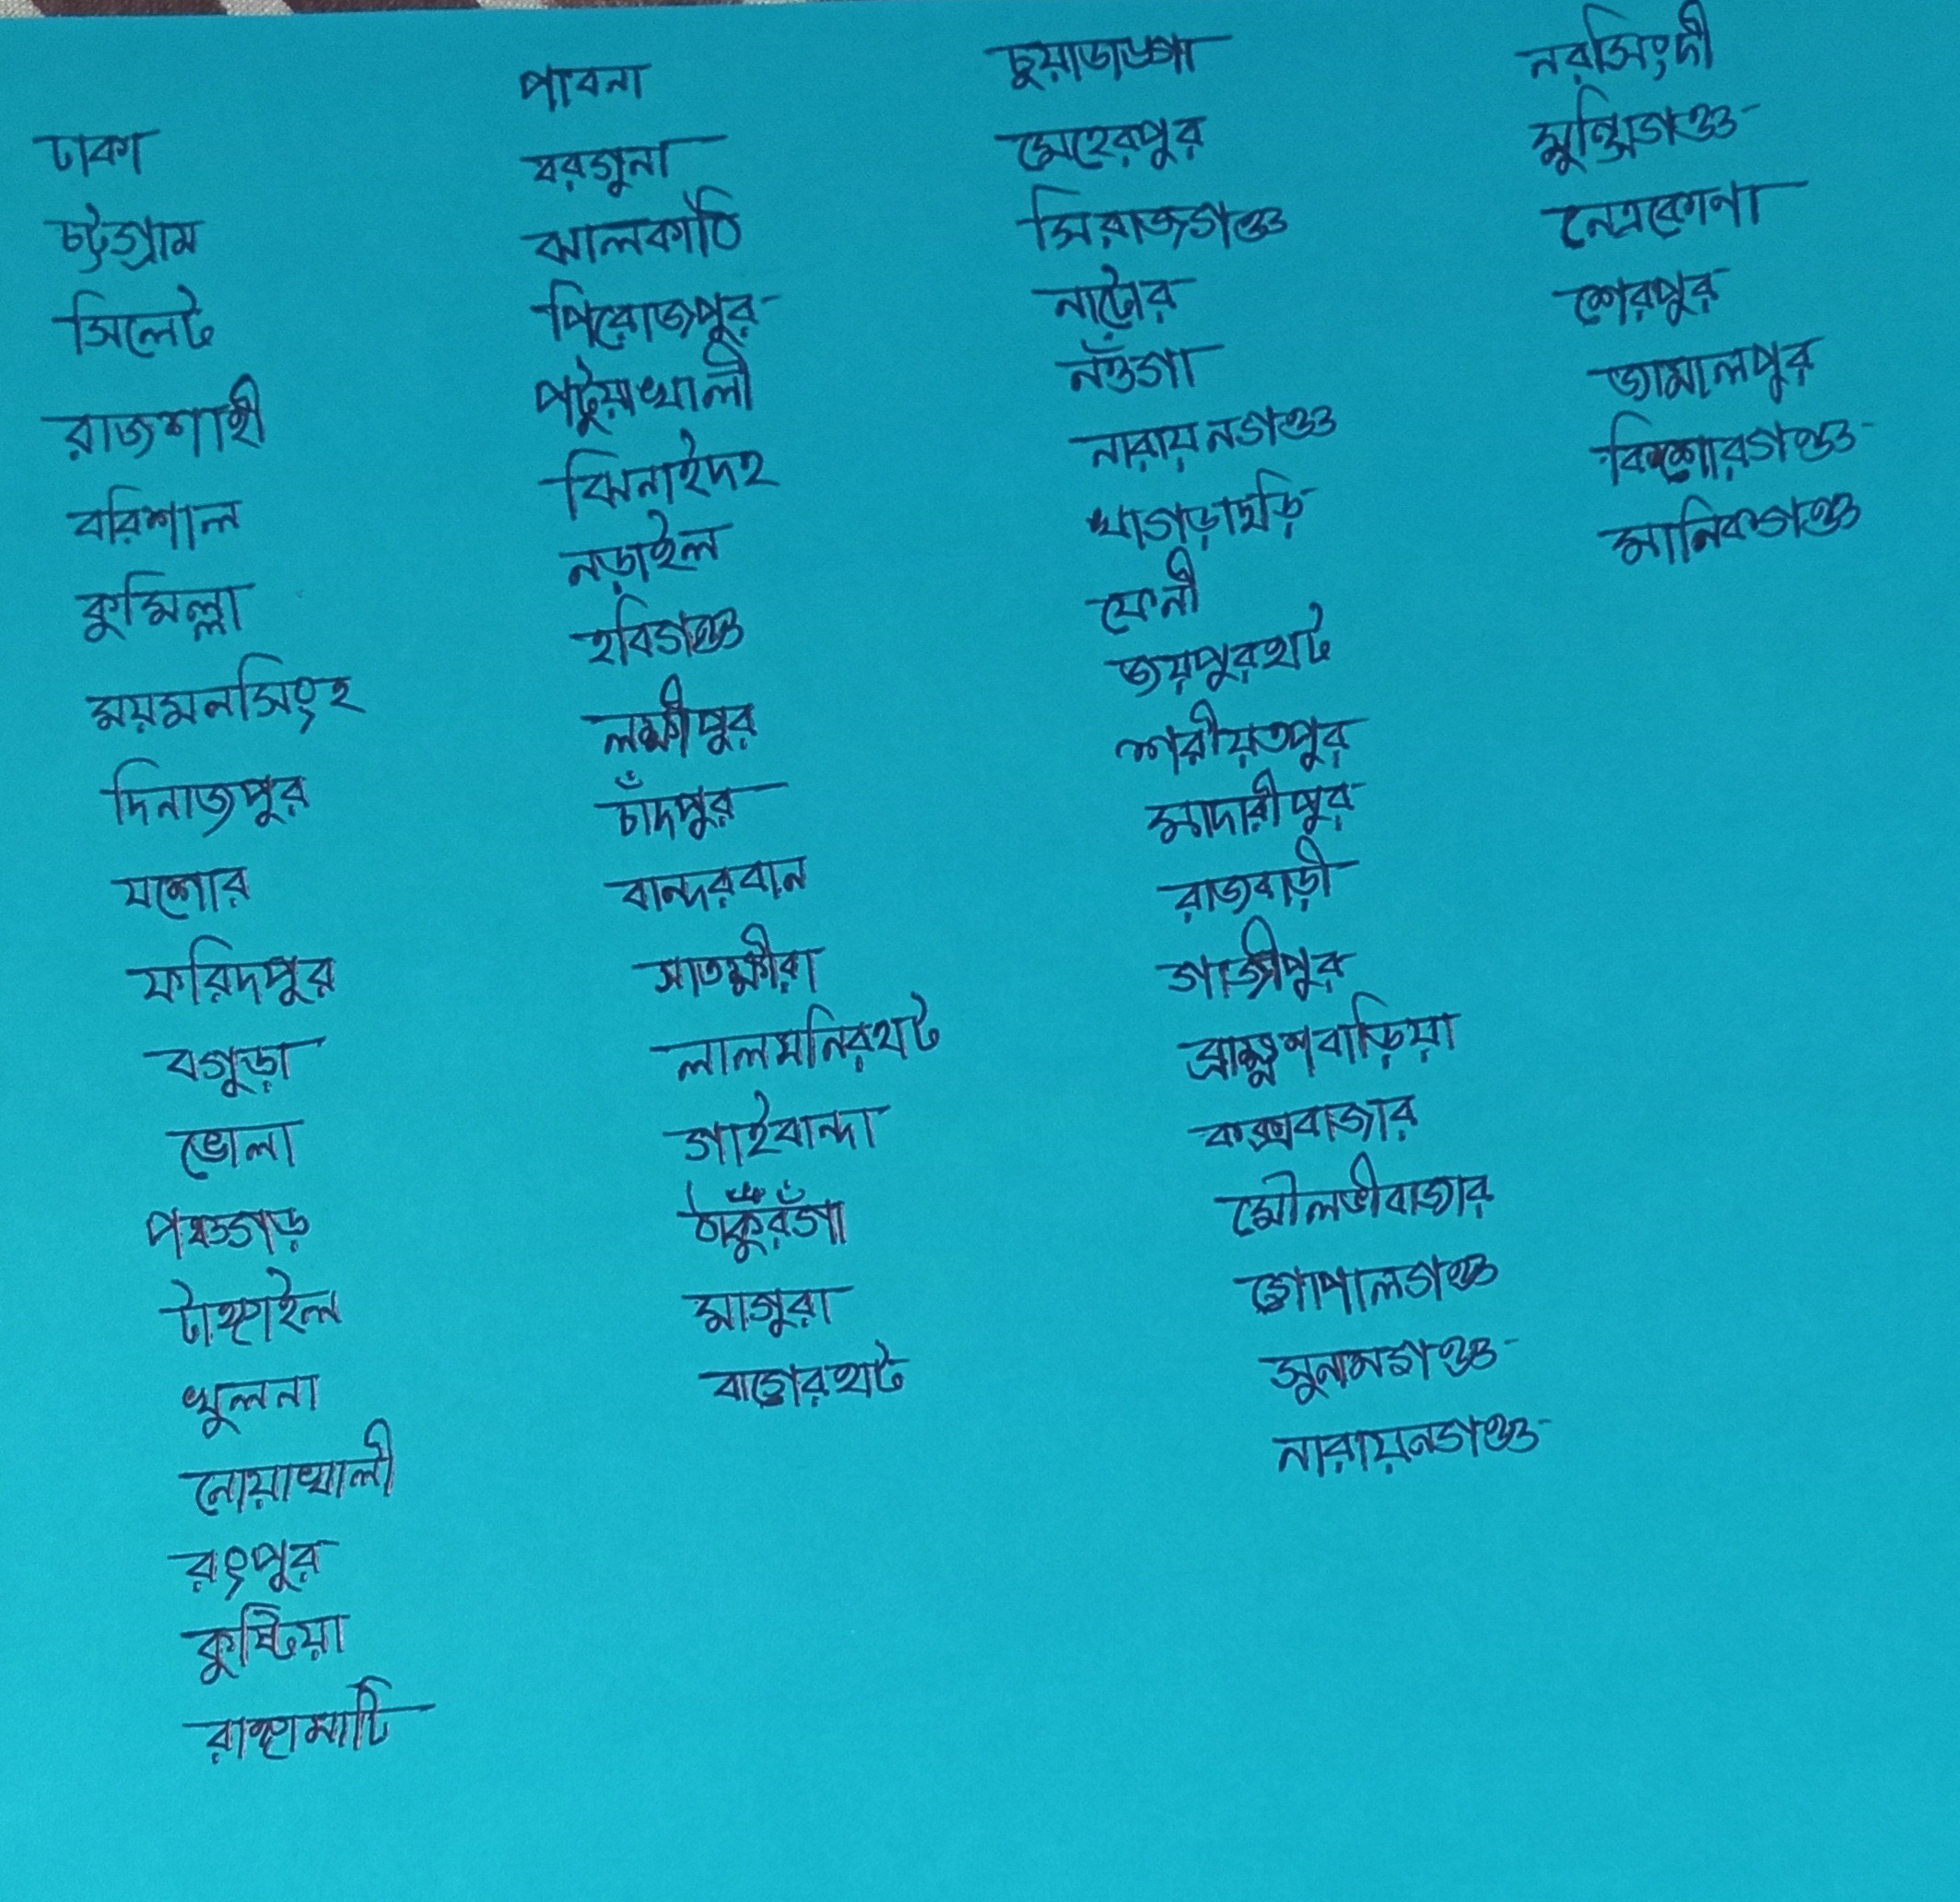 ঢাকা
চট্টগ্রাম
সিলেট
রাজশাহী
বরিশাল
কুমিল্লা
ময়মনসিংহ
দিনাজপুর
যশোর
ফরিদপুর
বগুড়া
ভোলা
পঞ্চগড়
টাঙ্গাইল
খুলনা
নোয়াখালী
রংপুর
কুষ্টিয়া
রাঙ্গামাটি
পাবনা
বরগুনা
ঝালকাঠি
পিরোজপুর
পটুয়াখালী
ঝিনাইদহ
নড়াইল
হবিগঞ্জ
লক্ষীপুর
চাঁদপুর
বান্দরবান
সাতক্ষীরা
লালমনিরহাট
গাইবান্দা
ঠাকুরগাঁ
মাগুরা
বাগেরহাট
চুয়াডাঙ্গা
মেহেরপুর
সিরাজগঞ্জ
নাটোর
নওঁগা
নারায়নগঞ্জ
খাগড়াছড়ি
ফেনী
জয়পুরহাট
শরীয়তপুর
মাদারীপুর
রাজবাড়ী
গাজীপুর
ব্রাহ্মণবাড়িয়া
কক্সবাজার
মৌলভীবাজার
গোপালগঞ্জ
সুনামগঞ্জ
নারায়নগঞ্জ
নরসিংদী
মুন্সিগঞ্জ
নেত্রকোনা
শেরপুর
জামালপুর
কিশোরগঞ্জ
মানিকগঞ্জ